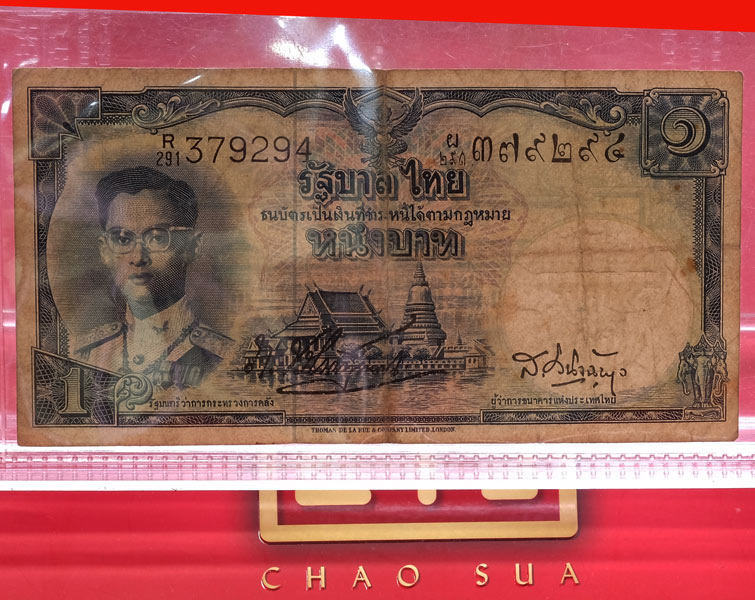 R
291 379294
ผ
๒๙๑ ๓๗๙๒๙๔
๑
รัฐบาลไทย
ธนบัตรเป็นเงินที่ชำระหนี้ได้ตามกฎหมาย
หนึ่งบาท
1
รัฐมนตรีว่าการกระทรวงการคลัง
ผู้ว่าการธนาคารแห่งประเทศไทย
THOMAS DE LA RUE & COMPANY LIMITED. LONDON.
CHAO SUA